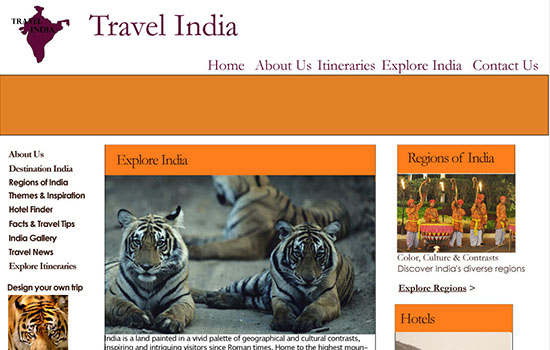 TRAVEL
INDIA
Travel India
Home About Us Itineraries Explore India Contact Us
About Us
Destination India
Regions of India
Themes & Inspiration
Hotel Finder
Facts & Travel Tips
India Gallery
Travel News
Explore Itineraries
Design your own trip
Explore India
India is a land painted in a vivid palette of geographical and cultural contrasts,
inspiring and intriguing visitors since Roman times. Home to the highest moun-
Regions of India
Color, Culture & Contrasts
Discover India's diverse regions
Explore Regions >
Hotels